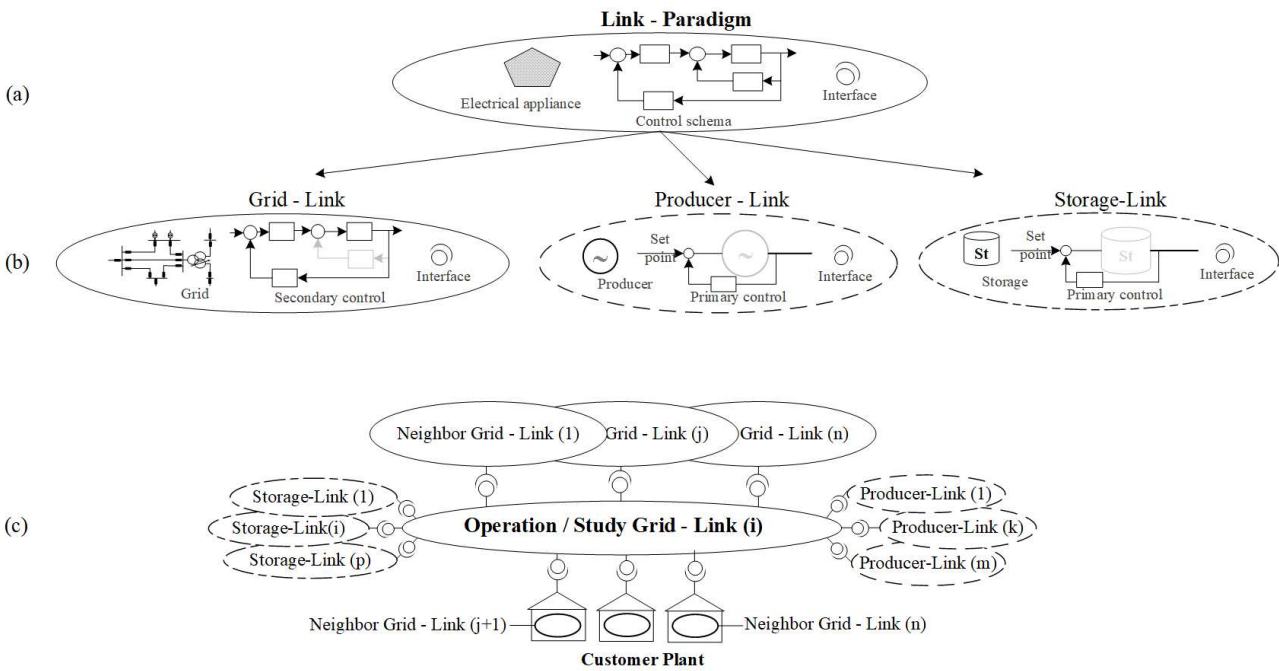 Link - Paradigm
(a)
Electrical appliance
Control schema
Interface
Grid - Link
Producer - Link
Storage-Link
(b)
Grid
Secondary control
Interface
~
Producer
Set
point
~
Primary control
Interface
St
Storage
Set
point
St
Primary control
Interface
(c)
Neighbor Grid - Link (1)
Grid - Link (j)
Grid - Link (n)
Storage-Link (1)
Storage-Link(i)
Storage-Link (p)
Operation / Study Grid - Link (i)
Producer-Link (1)
Producer-Link (k)
Producer-Link (m)
Neighbor Grid - Link (j+1)
Neighbor Grid - Link (n)
Customer Plant